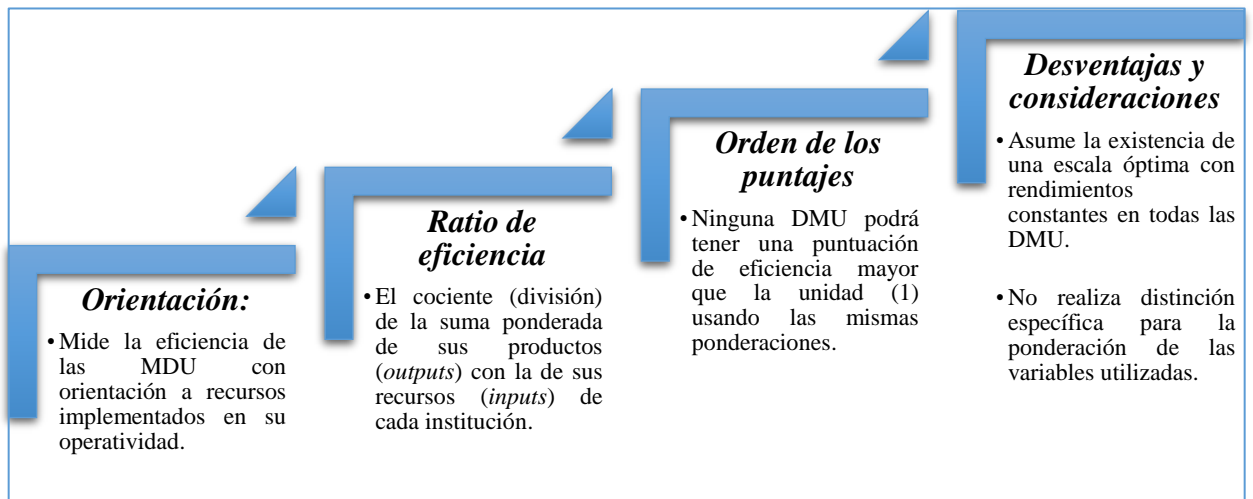 Orientación:
• Mide la eficiencia de
las MDU con
orientación a recursos
implementados en su
operatividad.
Ratio de
eficiencia
• El cociente (división)
de la suma ponderada
de sus productos
(outputs) con la de sus
recursos (inputs) de
cada institución.
Orden de los
puntajes
• Ninguna DMU podrá
tener una puntuación
de eficiencia mayor
que la unidad (1)
usando las mismas
ponderaciones.
Desventajas y
consideraciones
• Asume la existencia de
una escala óptima con
rendimientos
constantes en todas las
DMU.
• No realiza distinción
específica para la
ponderación de las
variables utilizadas.